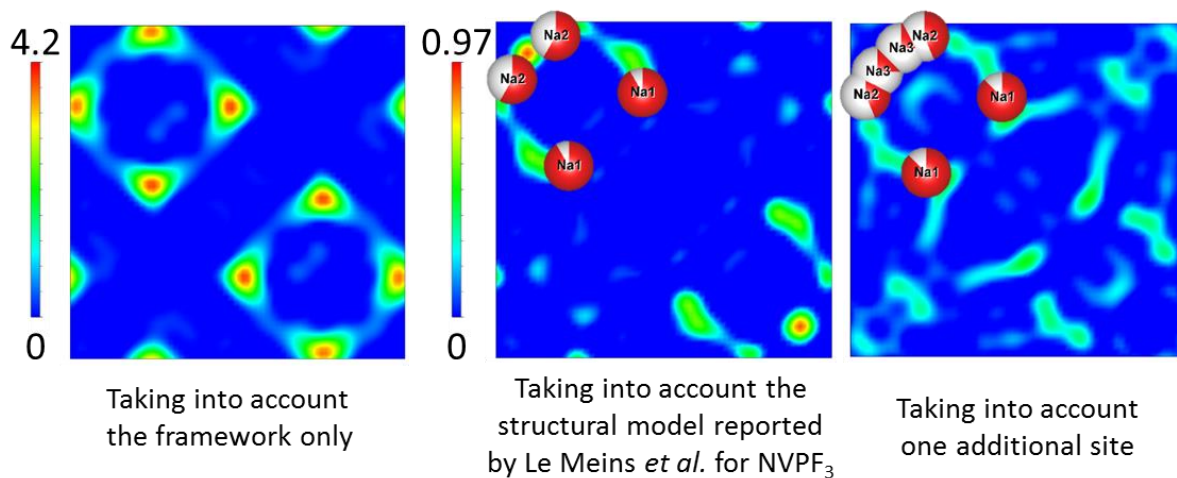 4.2
0
Taking into account
the framework only
0.97
0
Na2
Na2
Na1
Na1
Taking into account the
structural model reported
by Le Meins et al. for NVPF₃
Na2
Na3
Na3
Na2
Na1
Na1
Taking into account
one additional site